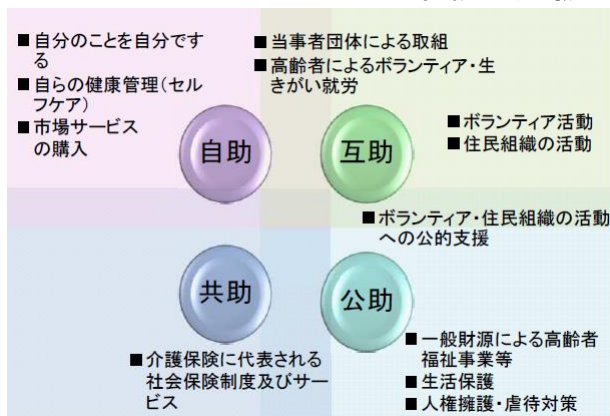 ■自分のことを自分です
る
■自らの健康管理(セル
フケア)
■市場サービス
の購入
■当事者団体による取組
■高齢者によるボランティア・生
きがい就労
■ボランティア活動
■住民組織の活動
自助
互助
■ボランティア・住民組織の活動
への公的支援
共助
公助
■介護保険に代表される
社会保険制度及びサー
ビス
■一般財源による高齢者
福祉事業等
■生活保護
■人権擁護・虐待対策